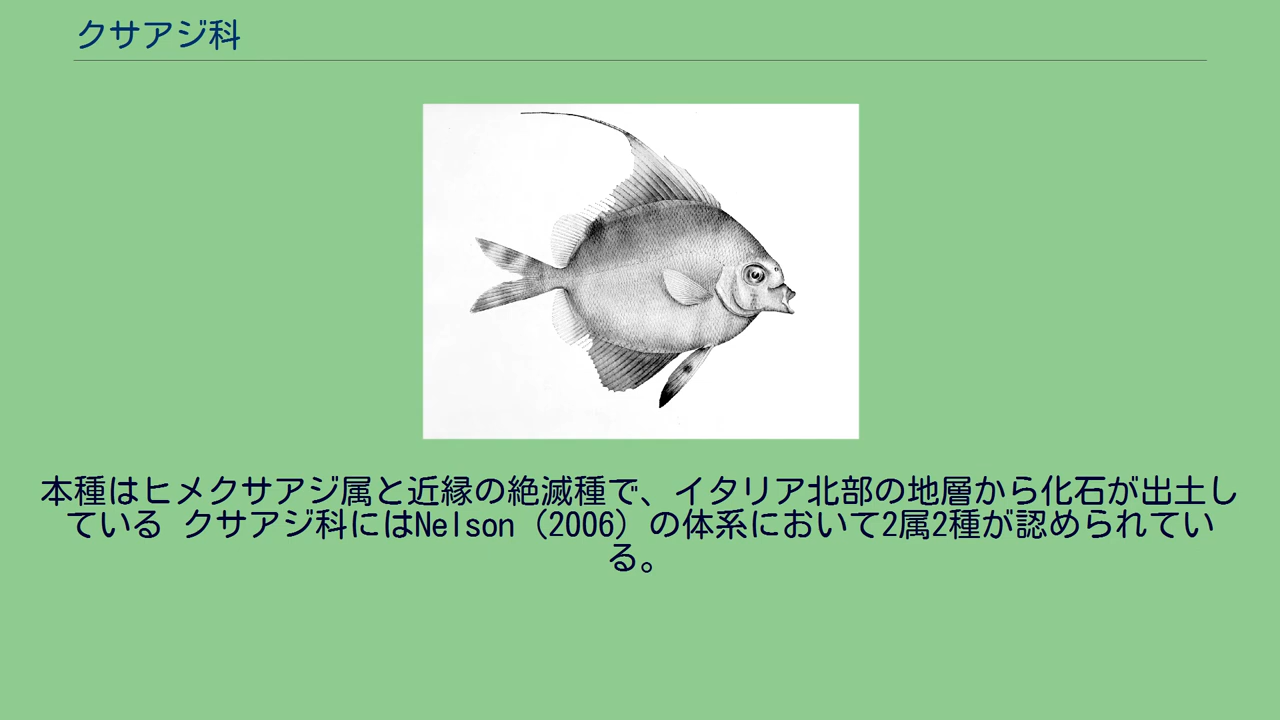 クサアジ科
本種はヒメクサアジ属と近縁の絶滅種で、イタリア北部の地層から化石が出土し
ている クサアジ科にはNelson（2006）の体系において2属2種が認められてい
る。